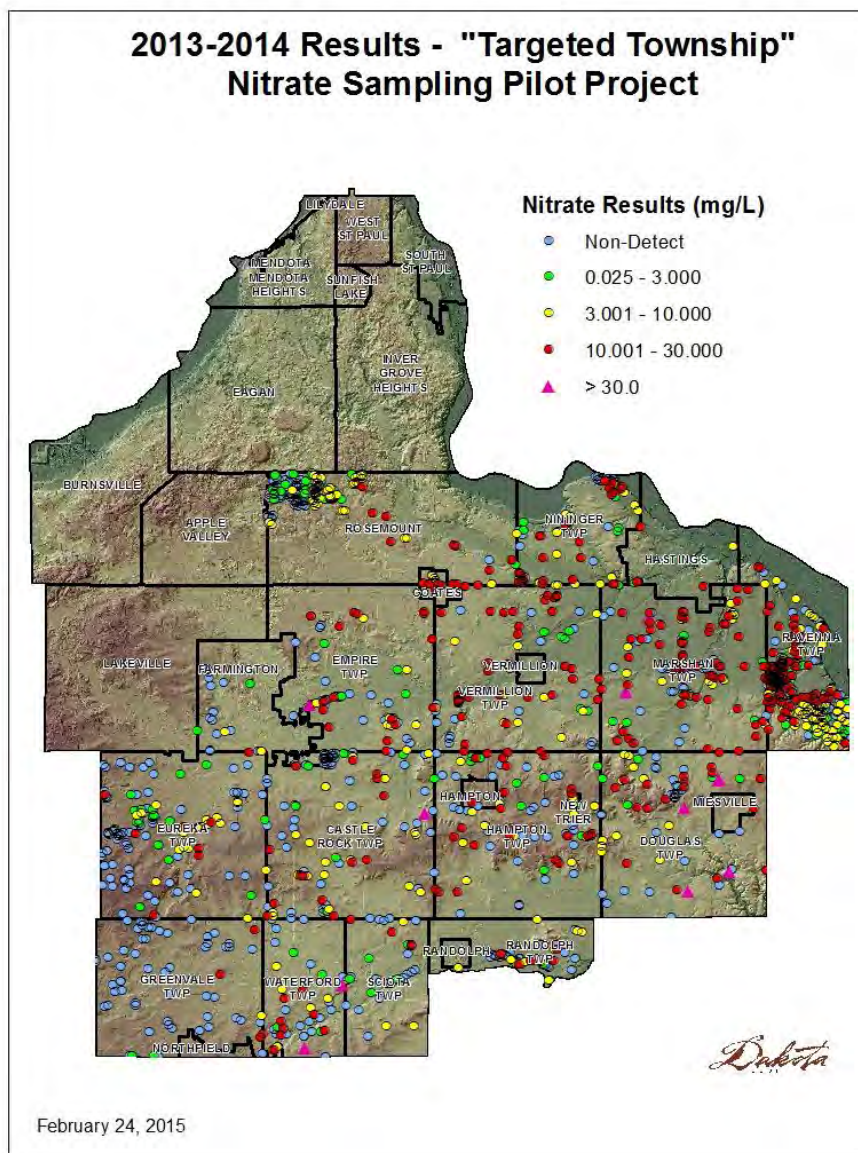 2013-2014 Results - "Targeted Township"
Nitrate Sampling Pilot Project
Nitrate Results (mg/L)
Non-Detect
0.025 - 3.000
3.001 - 10.000
10.001 - 30.000
> 30.0
LILYDALE
WEST
ST PAUL
SOUTH
ST PAUL
MENDOTA
MENDOTA
HEIGHTS
SUNFISH
LAKE
INVER
GROVE
HEIGHTS
EAGAN
BURNSVILLE
APPLE
VALLEY
ROSEMOUNT
NININGER
TWP
HASTINGS
COATES
LAKEVILLE
FARMINGTON
EMPIRE
TWP
VERMILLION
VERMILLION
TWP
MARSHAN
TWP
RAVENNA
TWP
EUREKA
TWP
CASTLE
ROCK TWP
HAMPTON
HAMPTON
TWP
NEW
TRIER
MIESVILLE
DOUGLAS
TWP
GREENVALE
TWP
WATERFORD
TWP
SCIOTA
TWP
RANDOLPH
RANDOLPH
TWP
NORTHFIELD
Dakota
February 24, 2015